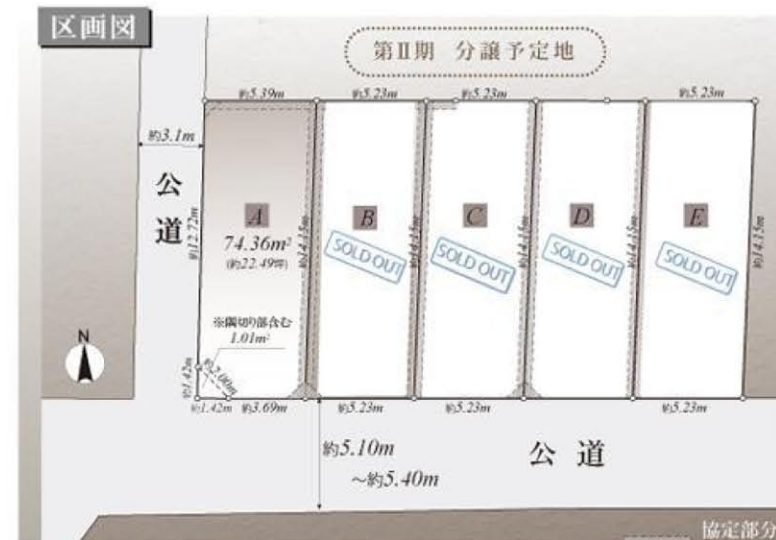 区画図
第Ⅱ期 分譲予定地
約5.39m 約5.23m 約5.23m 約5.23m
約3.1m
公道
約12.72m
A
74.36m²
(約22.49坪)
※隅切り部含む
1.01m²
約14.15m
B
SOLD OUT
約14.15m
C
SOLD OUT
約14.15m
D
SOLD OUT
約14.15m
E
SOLD OUT
約14.15m
N
約1.42m
約2.00m
約1.42m 約3.69m 約5.23m 約5.23m 約5.23m
約5.10m
～約5.40m
公道
協定部分